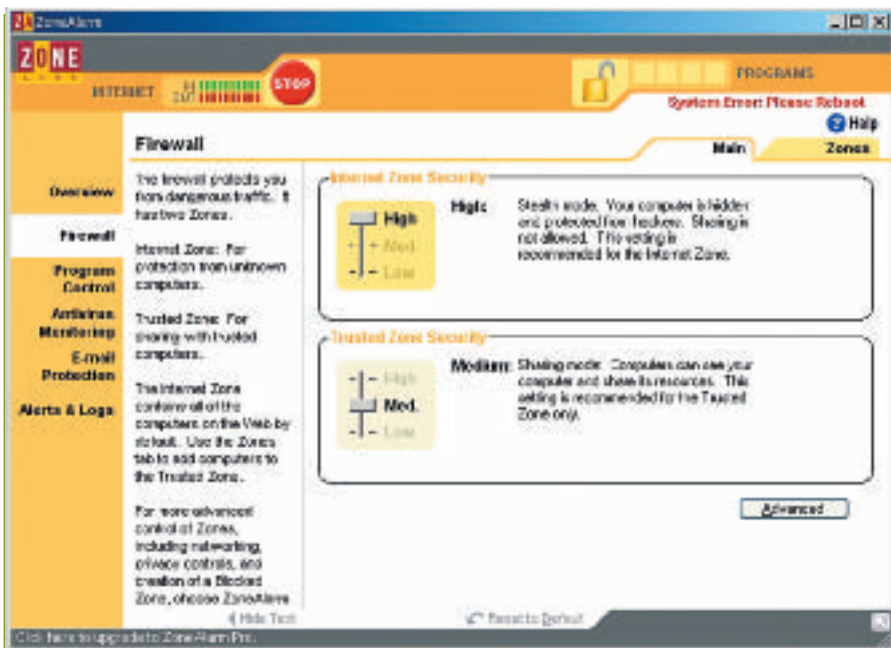 ZoneAlarm
ZONE
LABS
INTERNET
IN
OUT
STOP
PROGRAMS
System Error: Please Reboot
? Help
Firewall
Main
Zones
Overview
Firewall
Program
Control
Antivirus
Monitoring
E-mail
Protection
Alerts & Logs
The firewall protects you
from dangerous traffic. It
has two Zones.
Internet Zone: For
protection from unknown
computers.
Trusted Zone: For
sharing with trusted
computers.
The Internet Zone
contains all of the
computers on the Web by
default. Use the Zones
tab to add computers to
the Trusted Zone.
For more advanced
control of Zones,
including networking,
privacy controls, and
creation of a Blocked
Zone, choose ZoneAlarm
Internet Zone Security
High
Med.
Low
High: Stealth mode. Your computer is hidden
and protected from hackers. Sharing is
not allowed. This setting is
recommended for the Internet Zone.
Trusted Zone Security
High
Med.
Low
Medium: Sharing mode: Computers can see your
computer and share its resources. This
setting is recommended for the Trusted
Zone only.
Advanced
Hide Text
Reset to Default
Click here to upgrade to ZoneAlarm Pro.